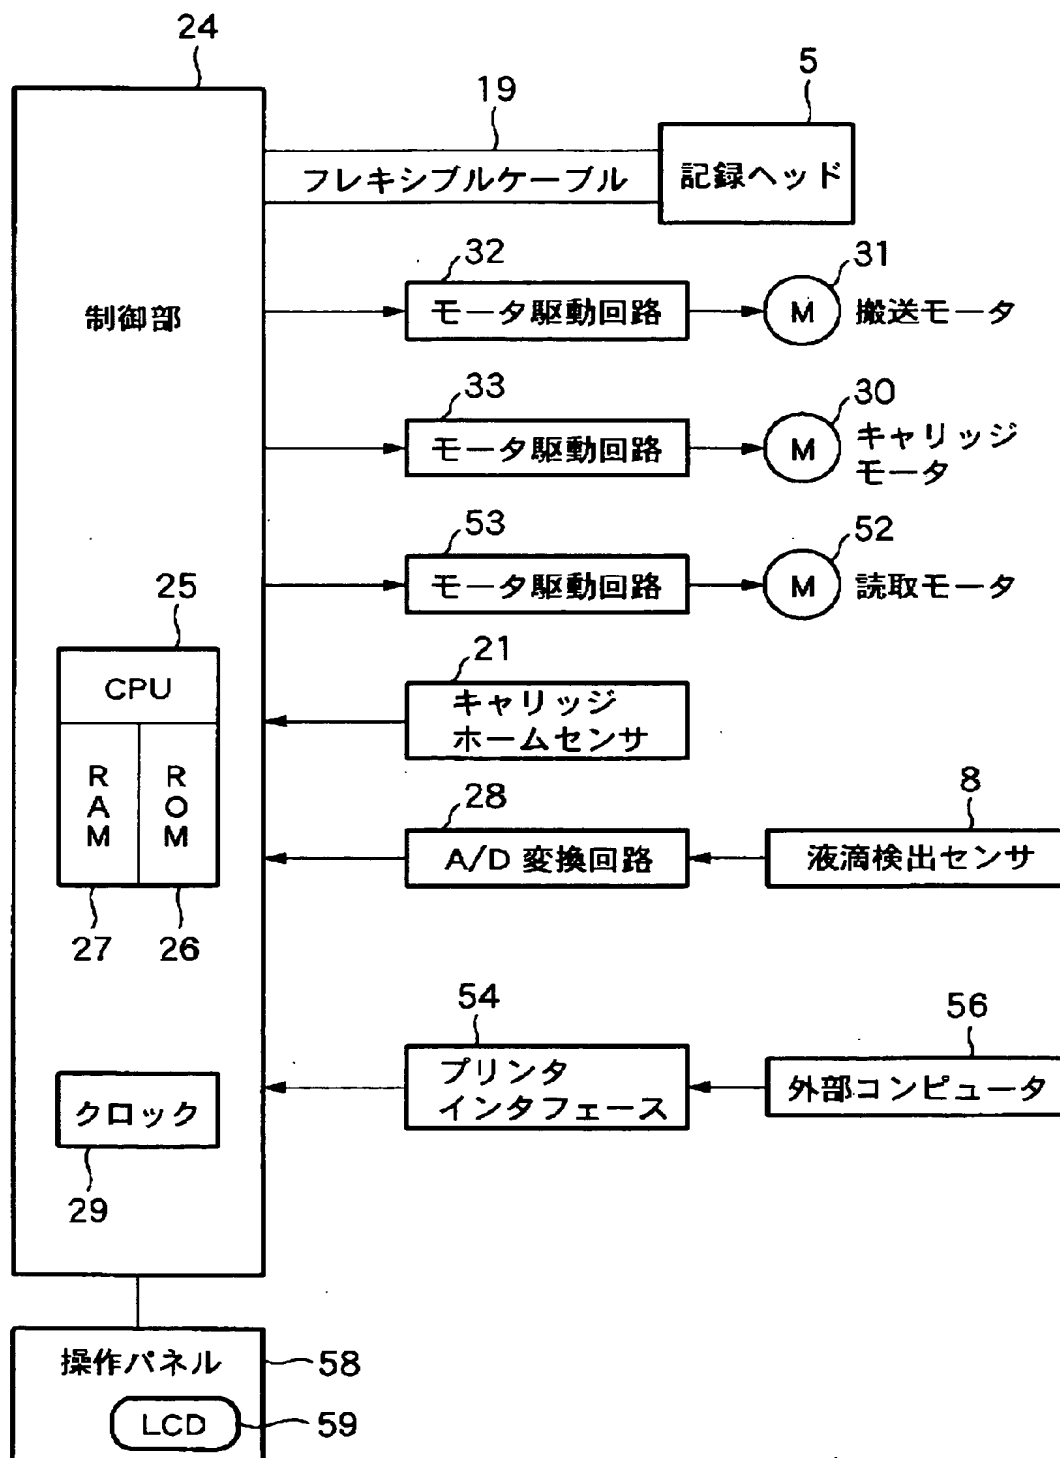 24
5
19
フレキシブルケーブル
記録ヘッド
32
31
制御部
モータ駆動回路
M
搬送モータ
33
30
モータ駆動回路
M
キャリッジ
モータ
53
52
モータ駆動回路
M
読取モータ
25
21
CPU
キャリッジ
ホームセンサ
RAM
ROM
28
8
A/D 変換回路
液滴検出センサ
27
26
54
56
プリンタ
インタフェース
外部コンピュータ
クロック
29
操作パネル
58
LCD
59